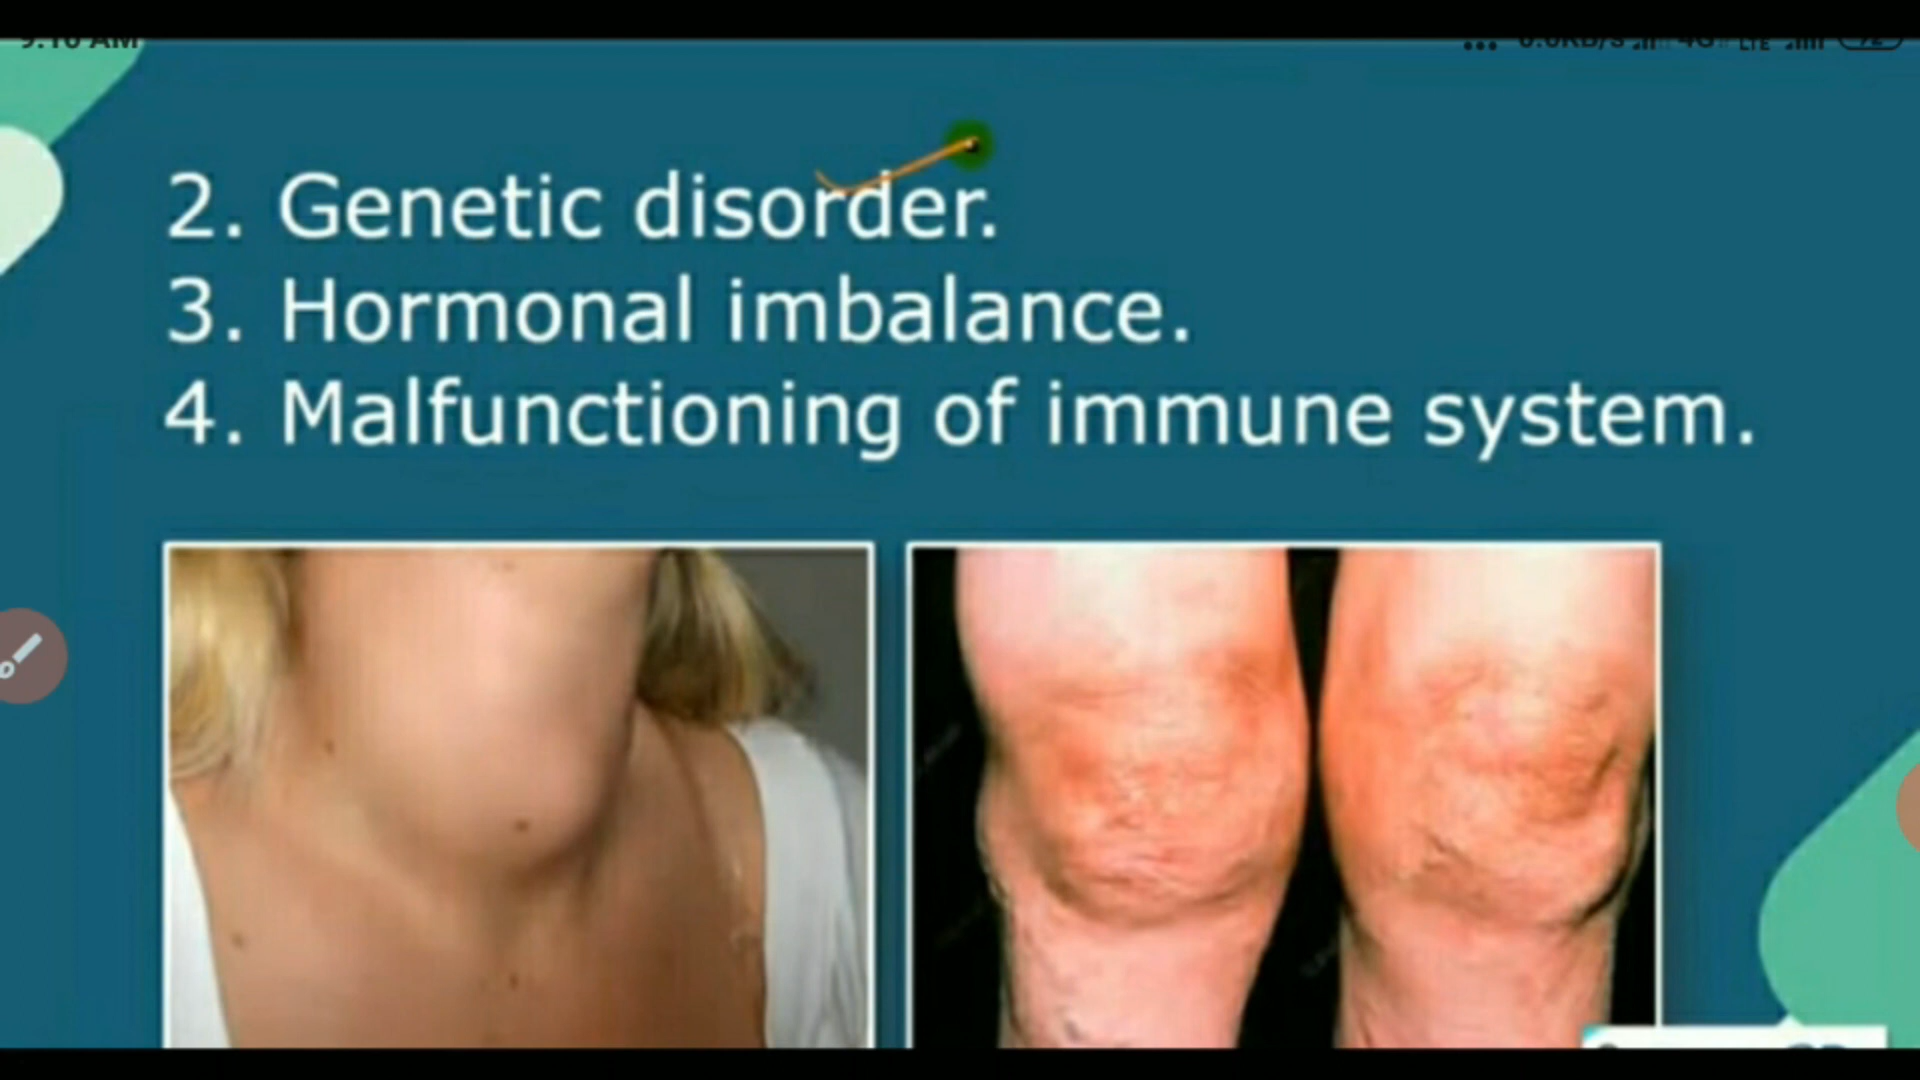 2. Genetic disorder.
3. Hormonal imbalance.
4. Malfunctioning of immune system.